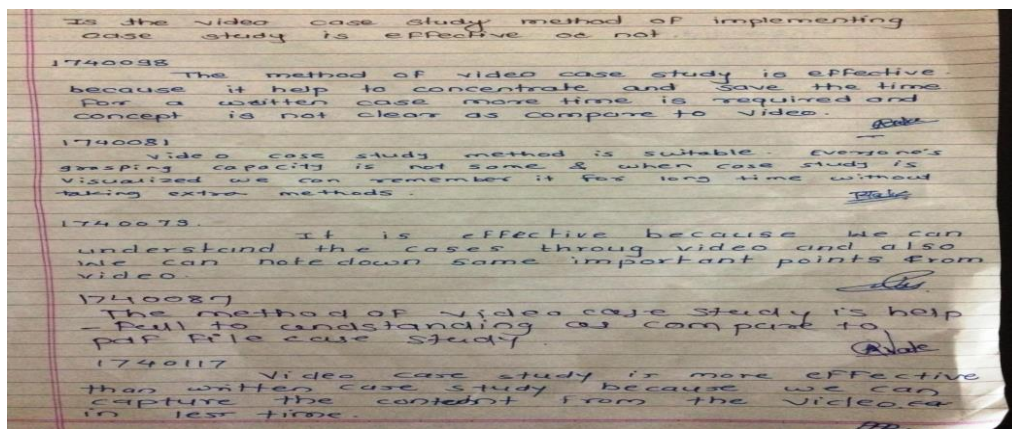 Is the video case study method of implementing
case study is effective or not.
1740098
The method of video case study is effective.
because it help to concentrate and save the time
For a written case more time is required and
concept is not clear as compare to video.
1740081
Video case study method is suitable. Everyone's
grasping capacity is not same & when case study is
visualized we can remember it for long time without
taking extra methods.
1740079.
It is effective because we can
understand the cases throug video and also
we can note down some important points from
video.
1740087
The method of video case study is help
- full to undstanding as compare to
pdf file case study.
1740117
Video case study is more effective
than written case study because we can
capture the content from the video
in less time.